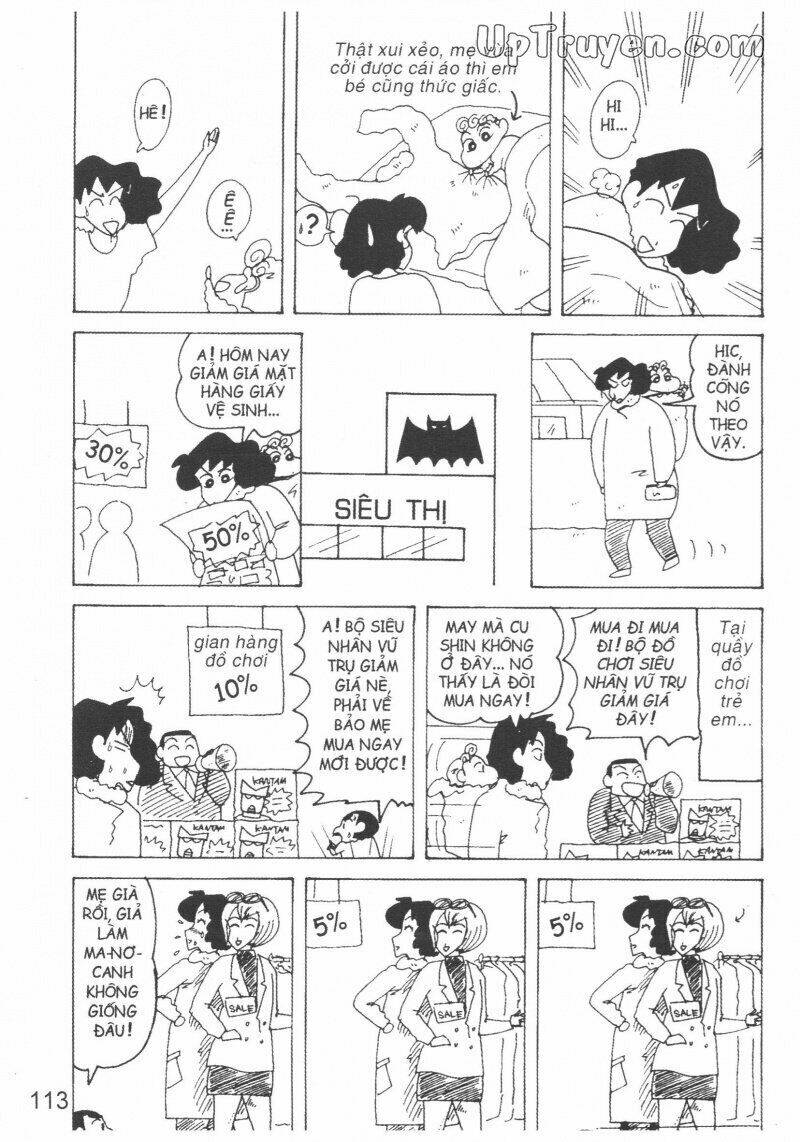 UpTruyen.com
HÊ!
Ê
Ê...
Thật xui xẻo, mẹ vừa
cởi được cái áo thì em
bé cũng thức giấc.
?
HI
HI...
A! HÔM NAY
GIẢM GIÁ MẶT
HÀNG GIẤY
VỆ SINH...
30%
50%
SIÊU THỊ
HIC,
ĐÀNH
CÕNG
NÓ
THEO
VẬY.
gian hàng
đồ chơi
10%
A! BỘ SIÊU
NHÂN VŨ
TRỤ GIẢM
GIÁ NÈ,
PHẢI VỀ
BẢO MẸ
MUA NGAY
MỚI ĐƯỢC!
KANTAM
KANTAM
KANTAM
MAY MÀ CU
SHIN KHÔNG
Ở ĐÂY... NÓ
THẤY LÀ ĐÒI
MUA NGAY!
MUA ĐI MUA
ĐI! BỘ ĐỒ
CHƠI SIÊU
NHÂN VŨ TRỤ
GIẢM GIÁ
ĐÂY!
Tại
quầy
đồ
chơi
trẻ
em...
KANTAM
KANTAM
MẸ GIÀ
RỒI, GIẢ
LÀM
MA-NƠ-
CANH
KHÔNG
GIỐNG
ĐÂU!
SALE
5%
SALE
5%
SALE
113